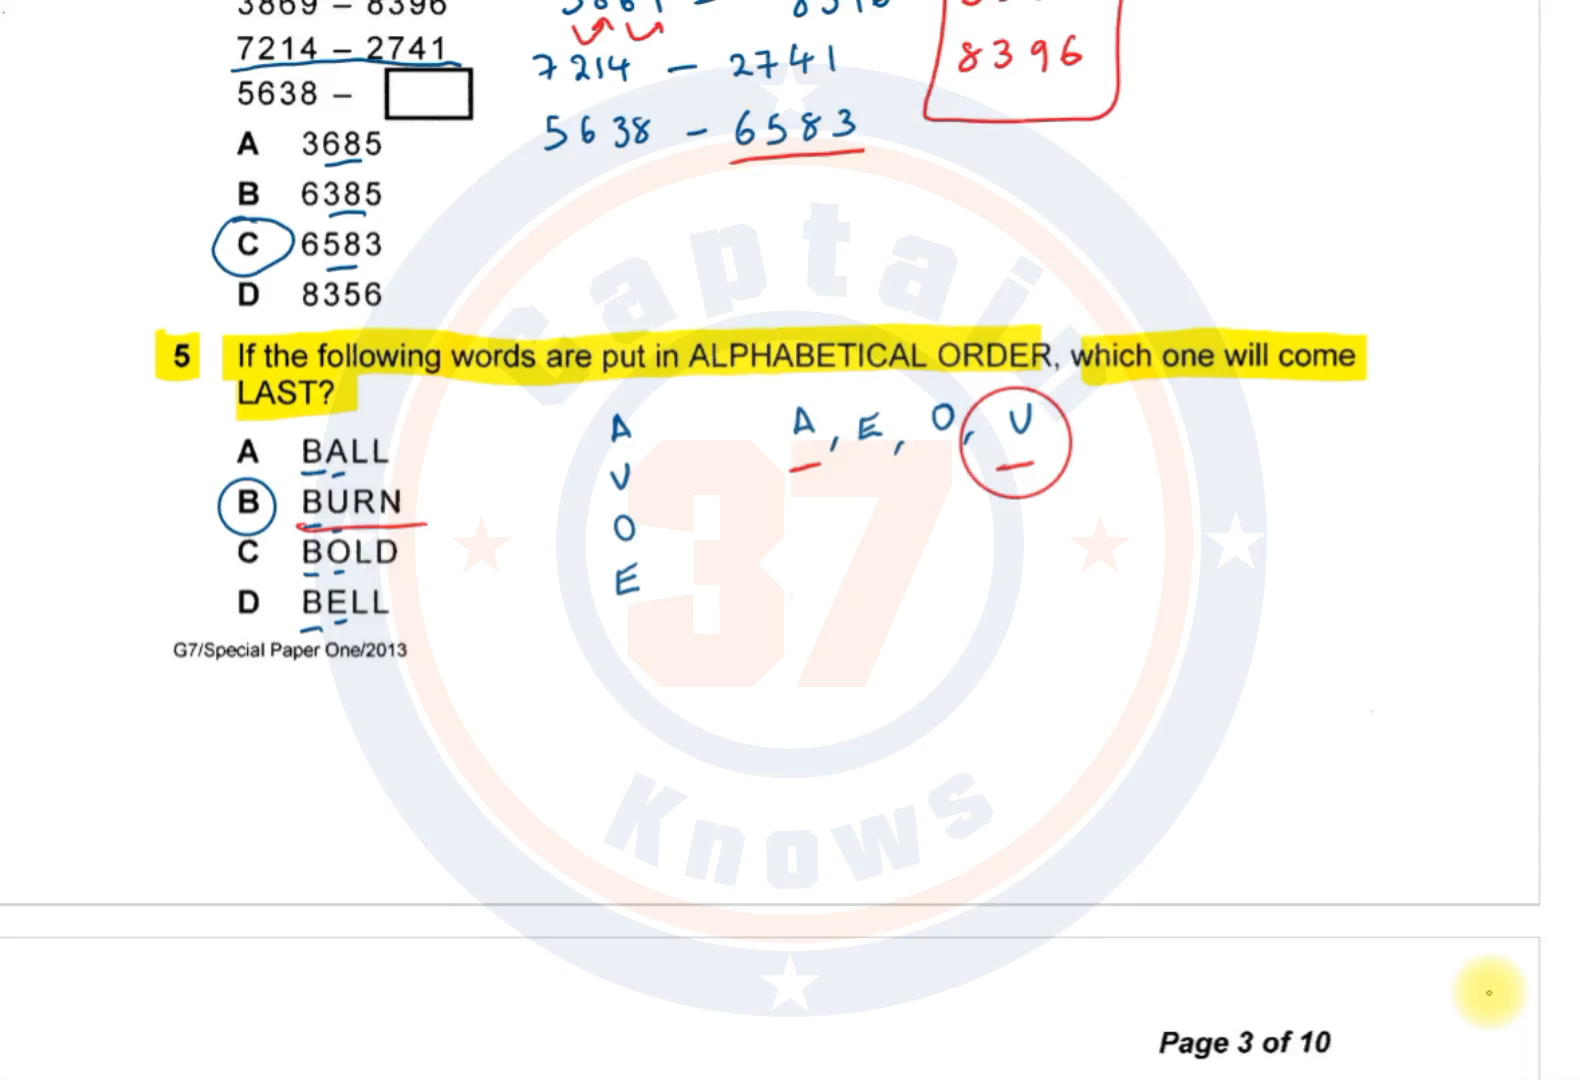 3869 – 8396
7214 – 2741 7214 – 2741 8396
5638 – 5638 – 6583
A 3685
B 6385
C 6583
D 8356
5 If the following words are put in ALPHABETICAL ORDER, which one will come
LAST?
A BALL A A, E, O, U
B BURN U
C BOLD O
D BELL E
G7/Special Paper One/2013
Captain
37
Knows
Page 3 of 10